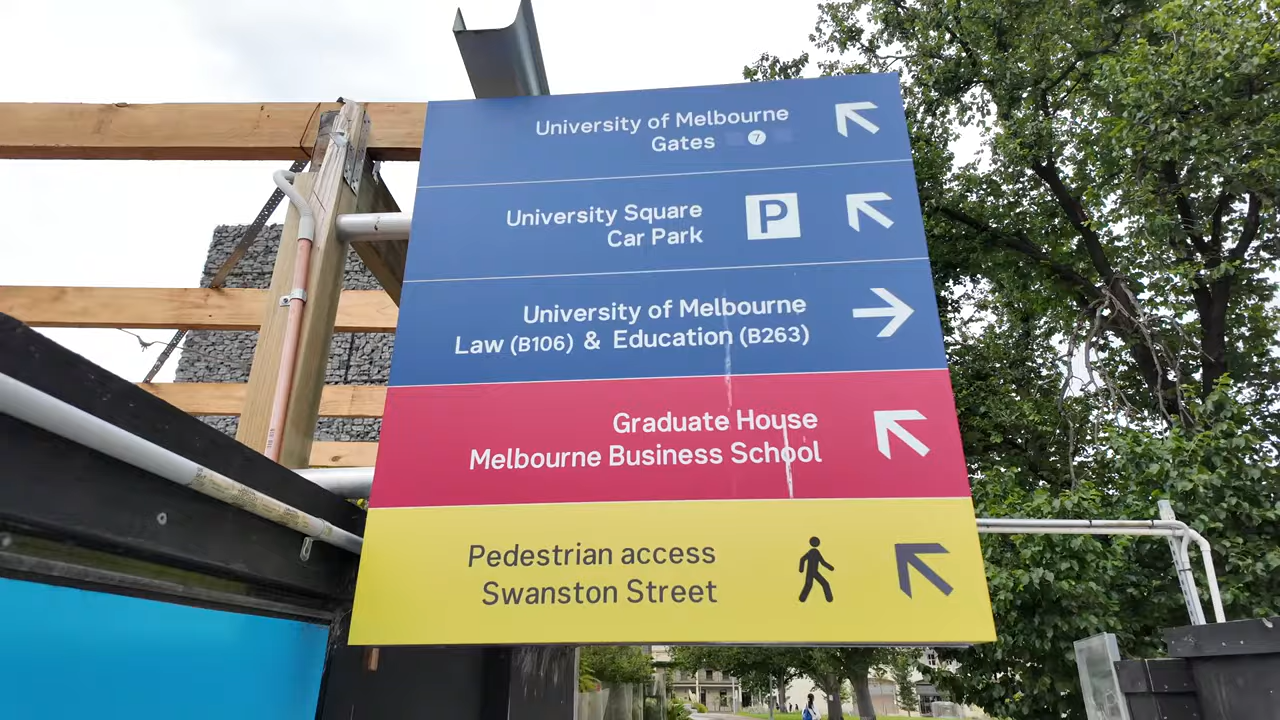 University of Melbourne
Gates 7
University Square
Car Park P
University of Melbourne
Law (B106) & Education (B263)
Graduate House
Melbourne Business School
Pedestrian access
Swanston Street